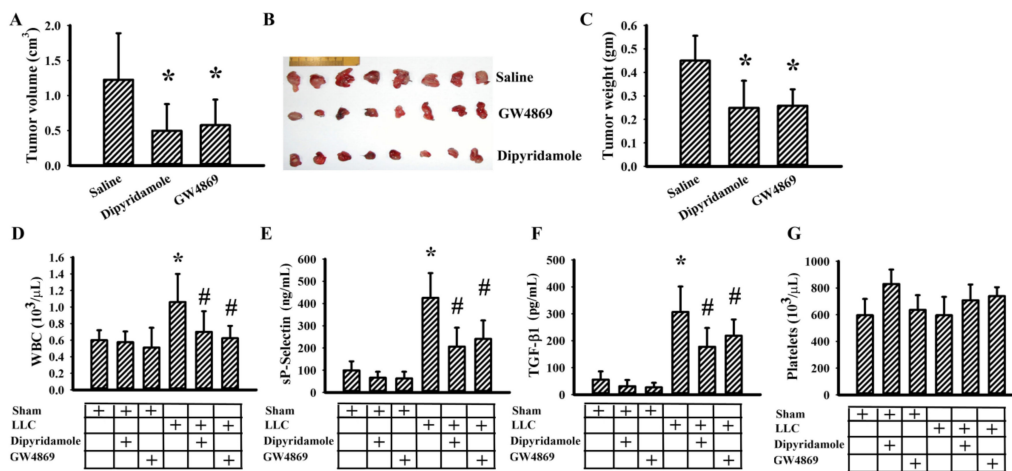 A
Tumor volume (cm3)
2.0
1.5
1.0
0.5
0.0
*
*
Saline
Dipyridamole
GW4869
B
Saline
GW4869
Dipyridamole
C
Tumor weight (gm)
0.6
0.5
0.4
0.3
0.2
0.1
0.0
*
*
Saline
Dipyridamole
GW4869
D
WBC (10³/μL)
1.6
1.4
1.2
1.0
0.8
0.6
0.4
0.2
0.0
*
#
#
Sham + + +
LLC + + +
Dipyridamole + +
GW4869 + +
E
sP-Selectin (ng/mL)
600
500
400
300
200
100
0
*
#
#
Sham + + +
LLC + + +
Dipyridamole + +
GW4869 + +
F
TGF-β1 (pg/mL)
500
400
300
200
100
0
*
#
#
Sham + + +
LLC + + +
Dipyridamole + +
GW4869 + +
G
Platelets (10³/μL)
1000
800
600
400
200
0
Sham + + +
LLC + + +
Dipyridamole + +
GW4869 + +